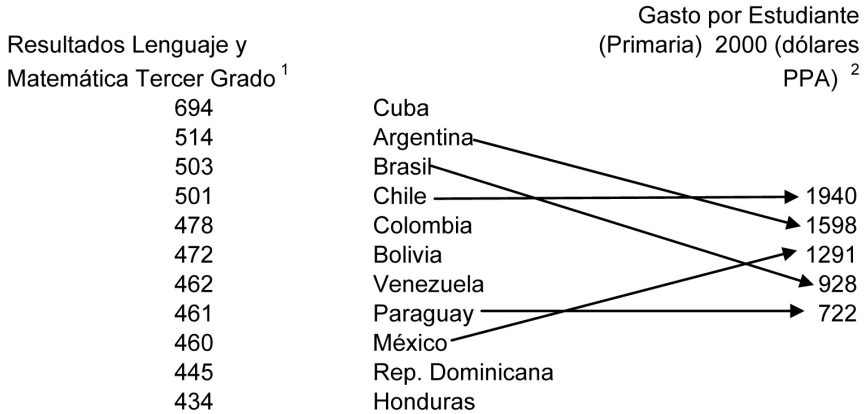 Gasto por Estudiante
Resultados Lenguaje y (Primaria) 2000 (dólares
Matemática Tercer Grado 1 PPA) 2
694 Cuba
514 Argentina
503 Brasil
501 Chile 1940
478 Colombia 1598
472 Bolivia 1291
462 Venezuela 928
461 Paraguay 722
460 México
445 Rep. Dominicana
434 Honduras